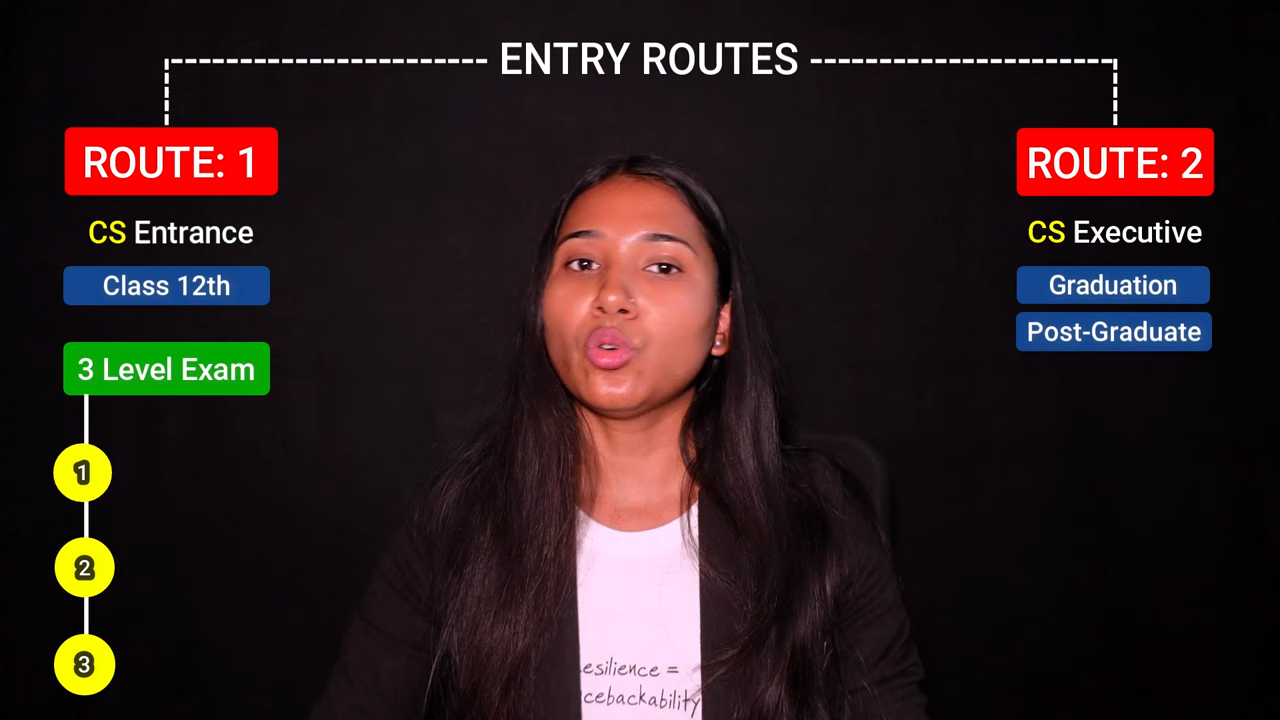 ENTRY ROUTES
ROUTE: 1
CS Entrance
Class 12th
3 Level Exam
1
2
3
ROUTE: 2
CS Executive
Graduation
Post-Graduate
esilience =
cebackability